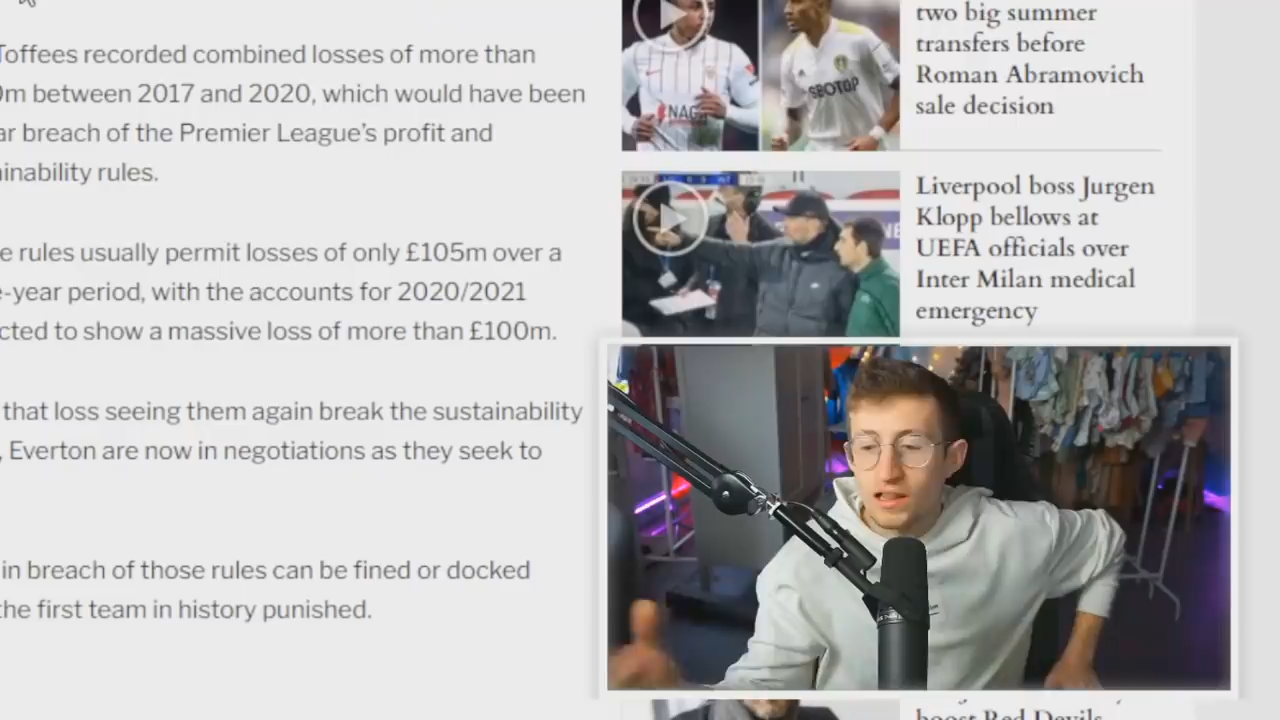 Toffees recorded combined losses of more than
0m between 2017 and 2020, which would have been
ar breach of the Premier League's profit and
inability rules.
e rules usually permit losses of only £105m over a
e-year period, with the accounts for 2020/2021
cted to show a massive loss of more than £100m.
that loss seeing them again break the sustainability
, Everton are now in negotiations as they seek to
in breach of those rules can be fined or docked
the first team in history punished.
two big summer
transfers before
Roman Abramovich
sale decision
NAGA
SBOTOP
Liverpool boss Jurgen
Klopp bellows at
UEFA officials over
Inter Milan medical
emergency
boost Red Devils